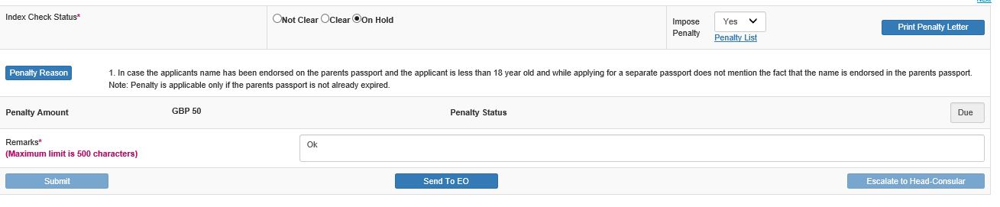 Index Check Status*
Not Clear Clear On Hold
Impose Penalty
Yes
Penalty List
Print Penalty Letter
Penalty Reason
1. In case the applicants name has been endorsed on the parents passport and the applicant is less than 18 year old and while applying for a separate passport does not mention the fact that the name is endorsed in the parents passport.
Note: Penalty is applicable only if the parents passport is not already expired.
Penalty Amount GBP 50 Penalty Status Due
Remarks*
(Maximum limit is 500 characters)
Ok
Submit Send To EO Escalate to Head-Consular